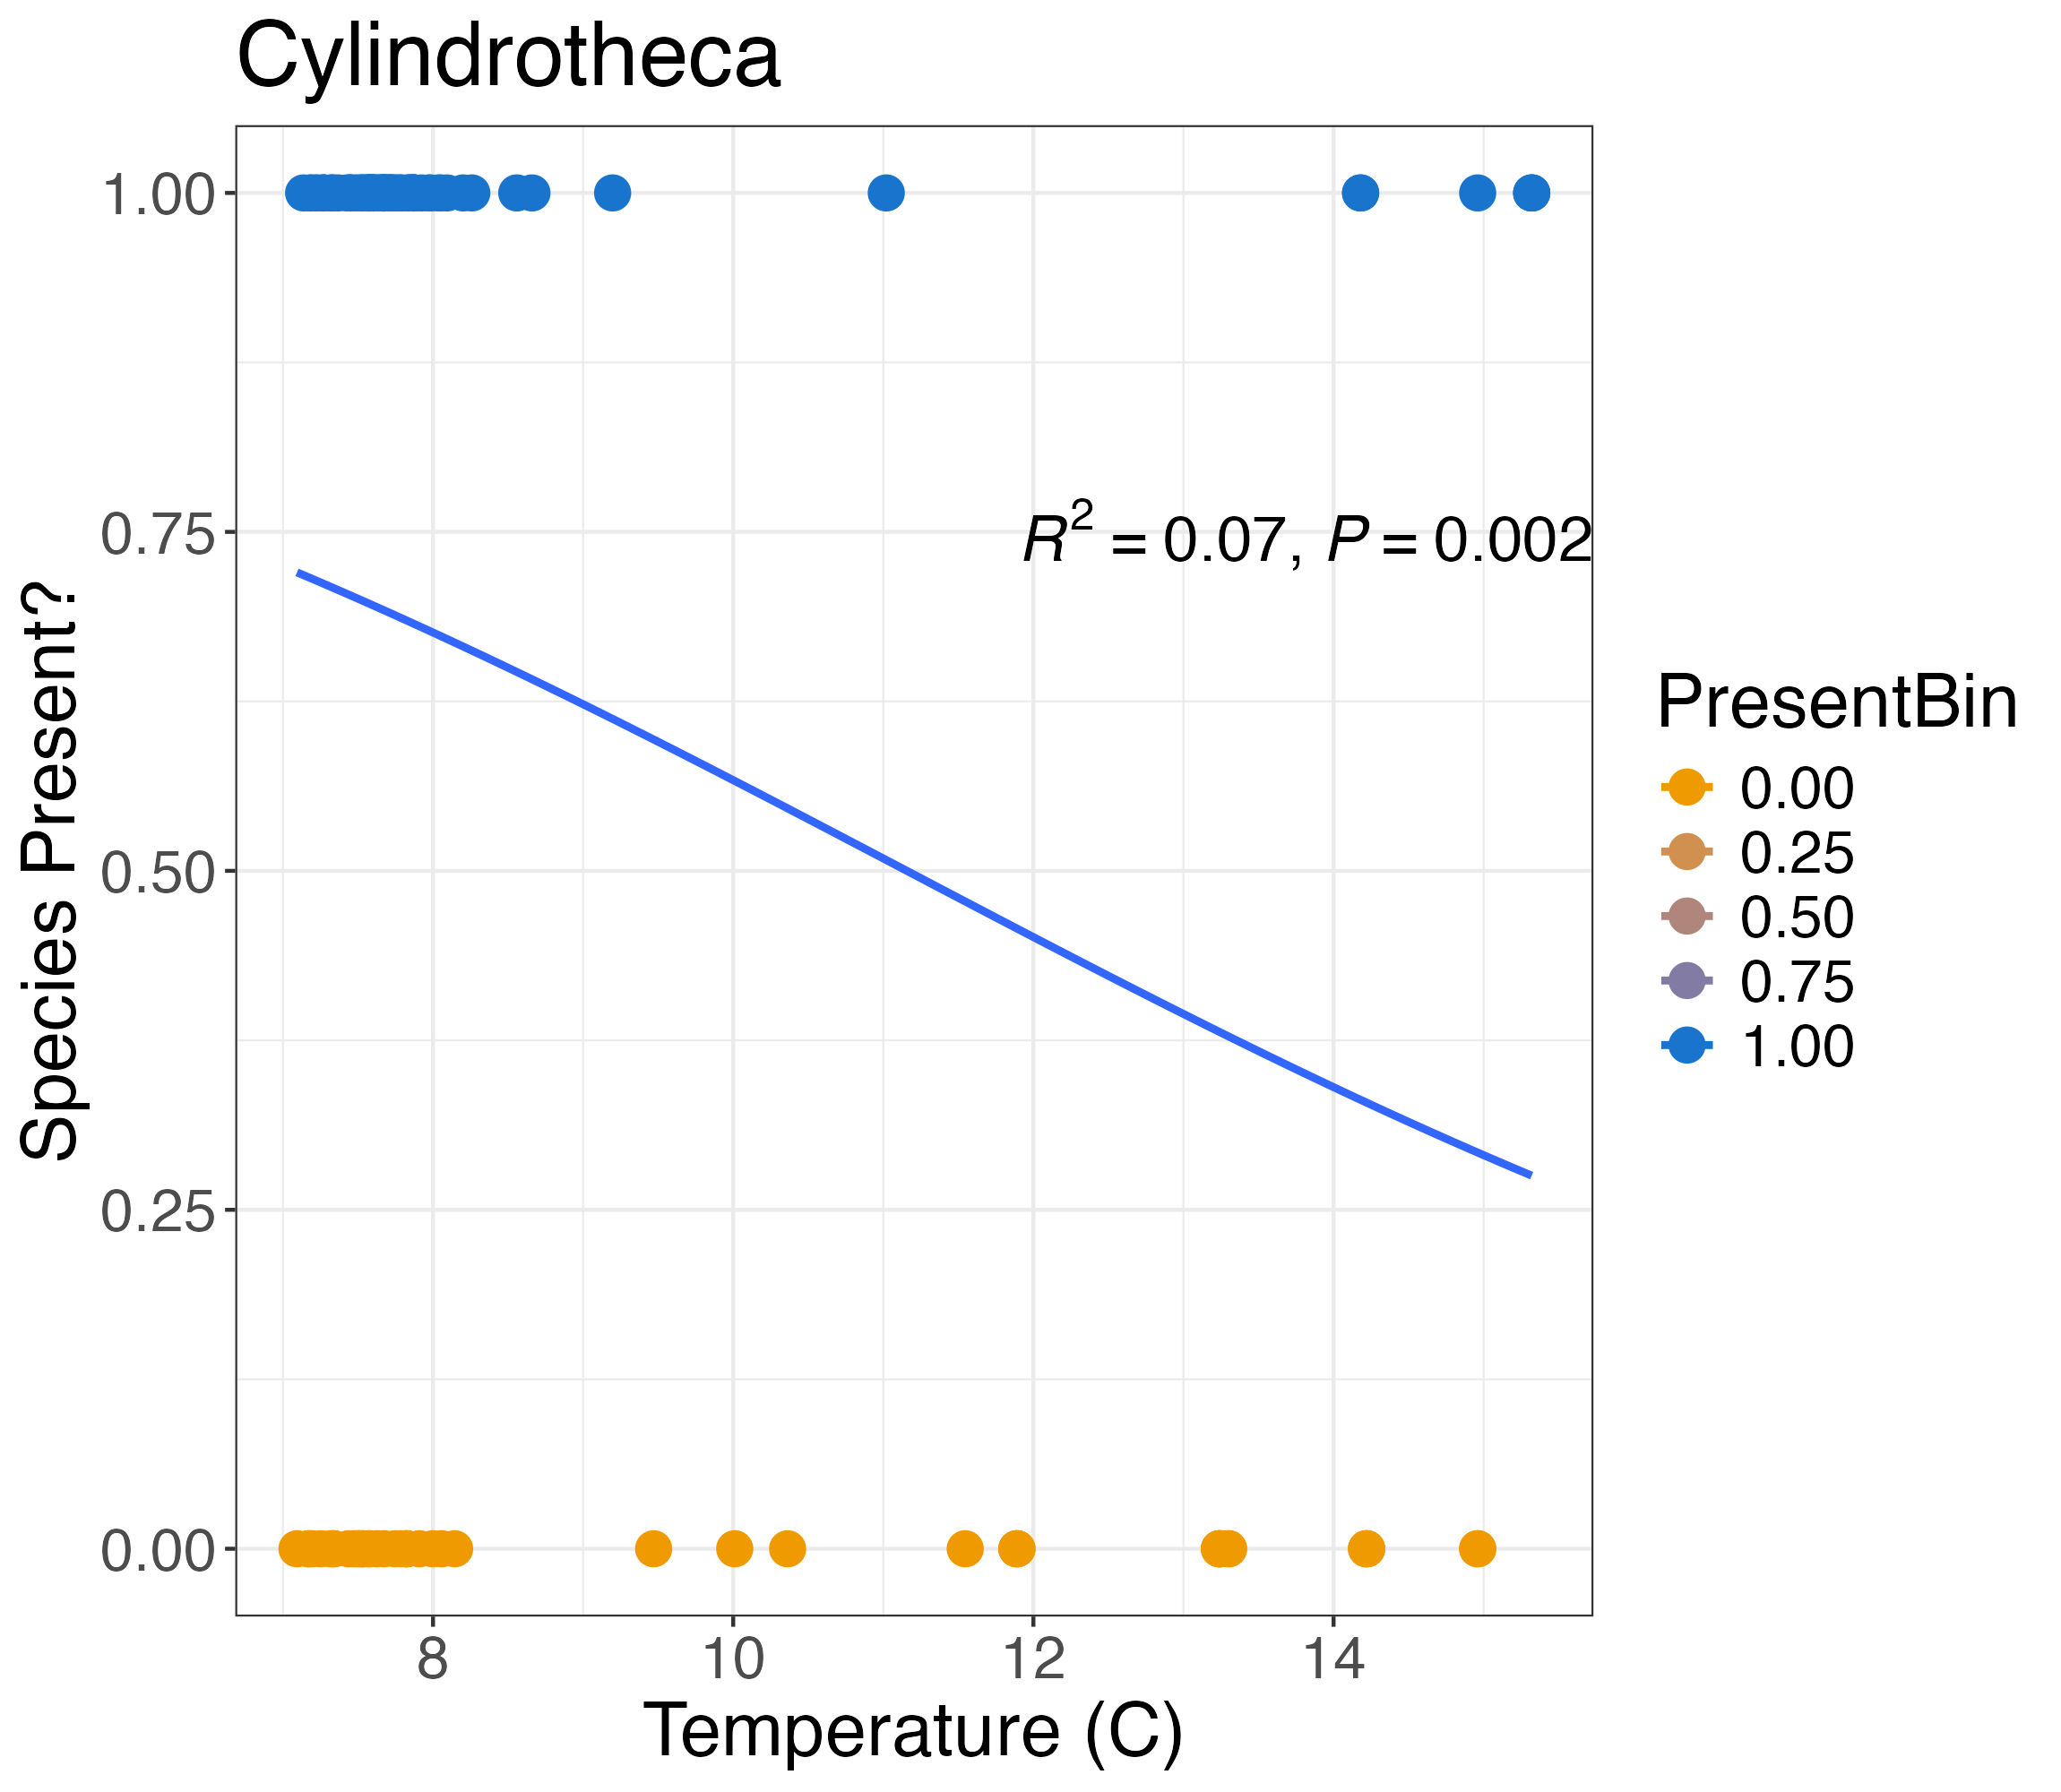 Cylindrotheca
1.00
0.75
0.50
0.25
0.00
Species Present?
R² = 0.07, P = 0.002
8 10 12 14
Temperature (C)
PresentBin
0.00
0.25
0.50
0.75
1.00